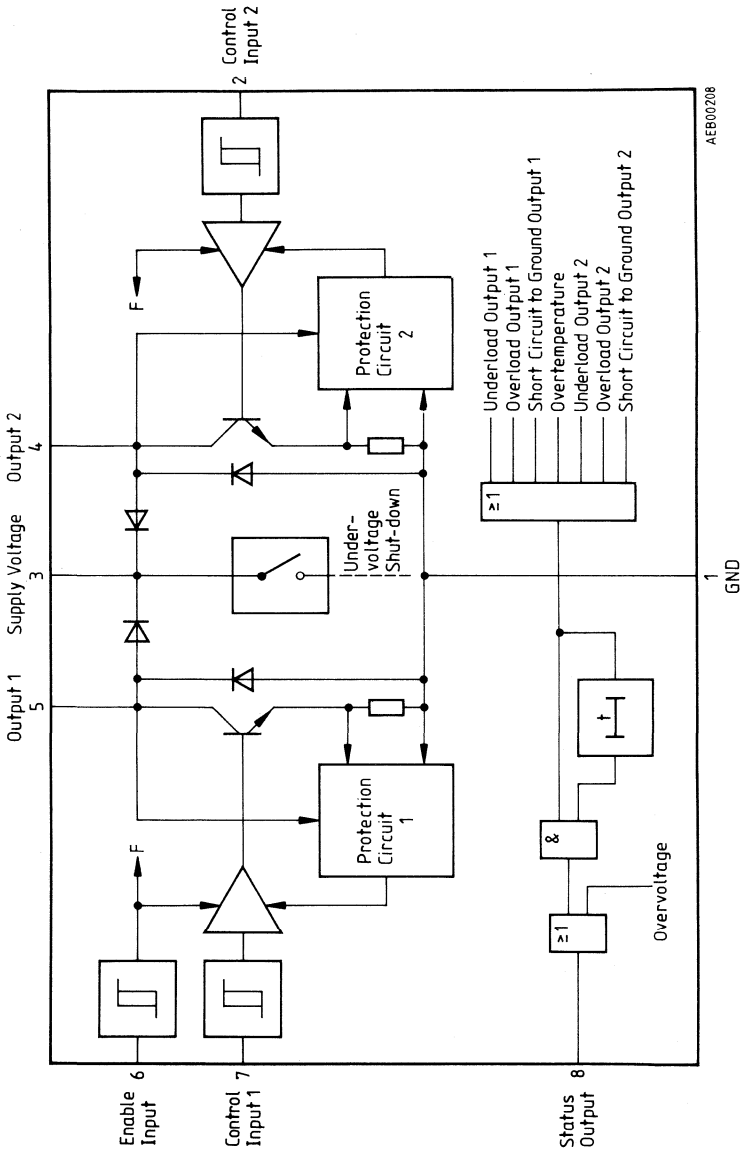 Output 1
Supply Voltage
Output 2
5
3
4
Enable
Input
6
F
F
Control
Input 1
7
2
Control
Input 2
Under-
voltage
Shut-down
Protection
Circuit
1
Protection
Circuit
2
Status
Output
8
≥1
&
t
≥1
Overvoltage
Underload Output 1
Overload Output 1
Short Circuit to Ground Output 1
Overtemperature
Underload Output 2
Overload Output 2
Short Circuit to Ground Output 2
1
GND
AEB00208